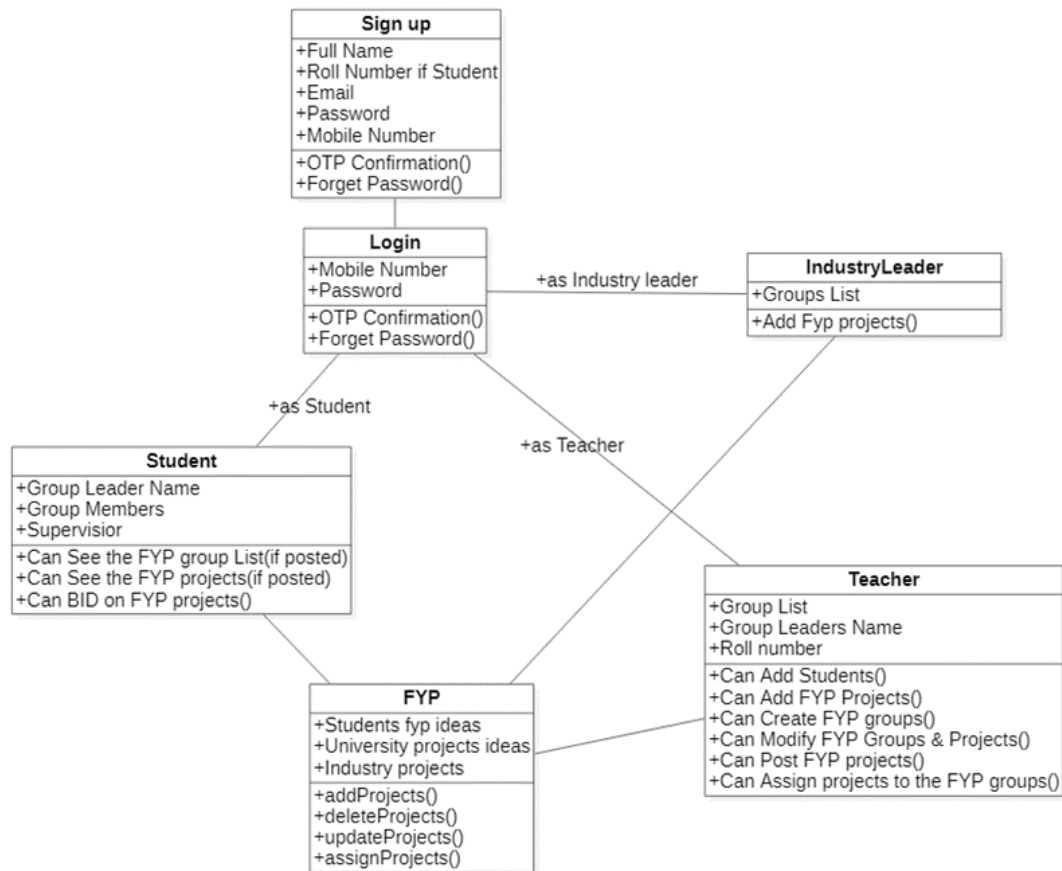 Sign up
+Full Name
+Roll Number if Student
+Email
+Password
+Mobile Number
+OTP Confirmation()
+Forget Password()
Login
+Mobile Number
+Password
+OTP Confirmation()
+Forget Password()
+as Industry leader
IndustryLeader
+Groups List
+Add Fyp projects()
+as Student
+as Teacher
Student
+Group Leader Name
+Group Members
+Supervisior
+Can See the FYP group List(if posted)
+Can See the FYP projects(if posted)
+Can BID on FYP projects()
Teacher
+Group List
+Group Leaders Name
+Roll number
+Can Add Students()
+Can Add FYP Projects()
+Can Create FYP groups()
+Can Modify FYP Groups & Projects()
+Can Post FYP projects()
+Can Assign projects to the FYP groups()
FYP
+Students fyp ideas
+University projects ideas
+Industry projects
+addProjects()
+deleteProjects()
+updateProjects()
+assignProjects()